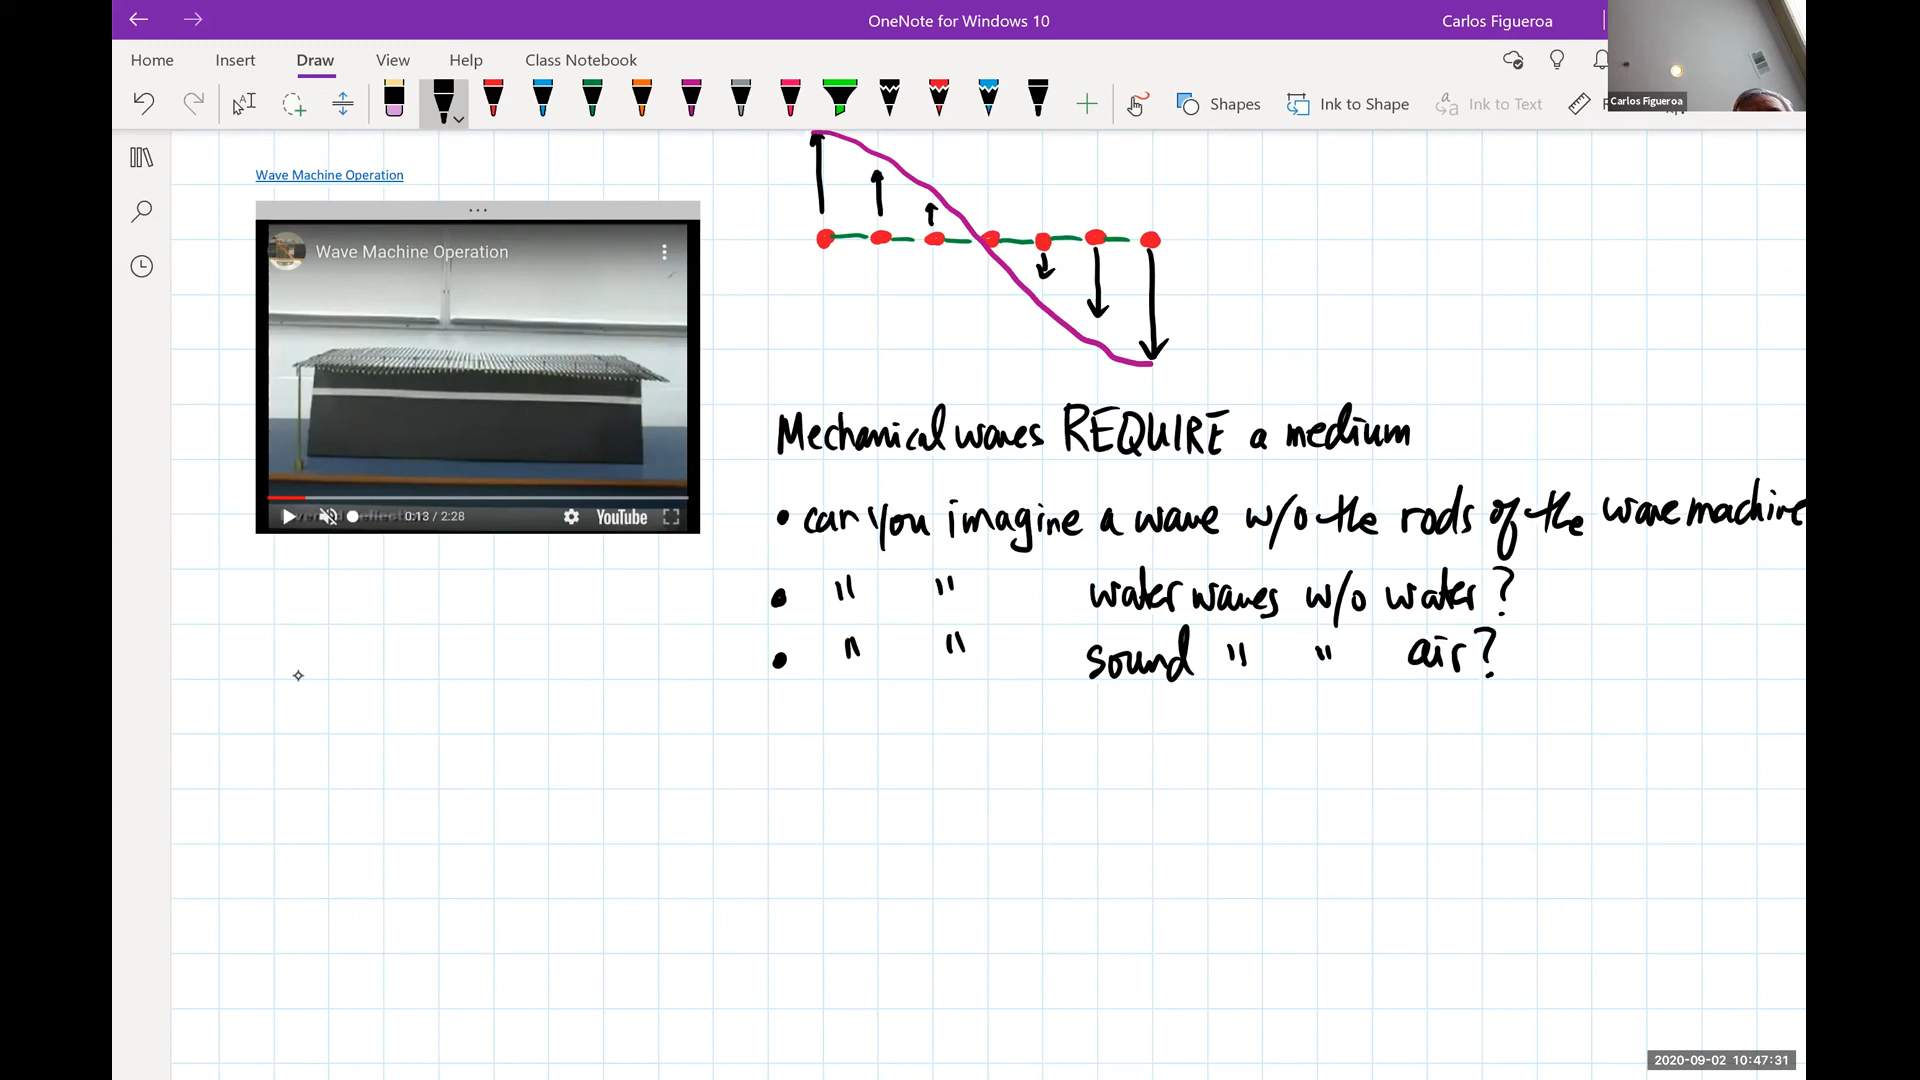 OneNote for Windows 10
Carlos Figueroa
Home Insert Draw View Help Class Notebook
Shapes Ink to Shape Ink to Text
Carlos Figueroa
Wave Machine Operation
Wave Machine Operation
0:13 / 2:28 YouTube
Mechanical waves REQUIRE a medium
• can you imagine a wave w/o the rods of the wave machine
• " " water waves w/o water?
• " " sound " " air?
2020-09-02 10:47:31